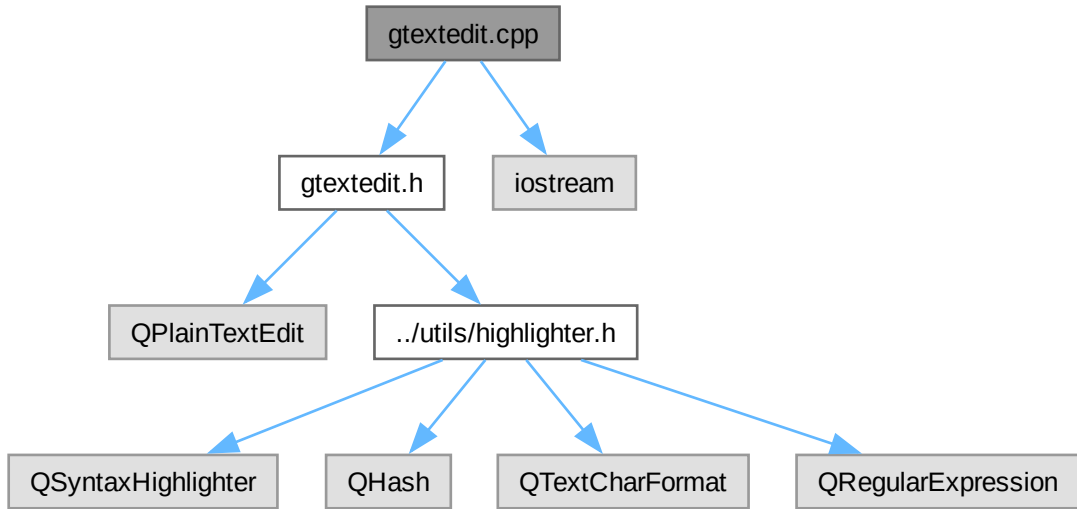 gtextedit.cpp
gtextedit.h
iostream
QPlainTextEdit
../utils/highlighter.h
QSyntaxHighlighter
QHash
QTextCharFormat
QRegularExpression